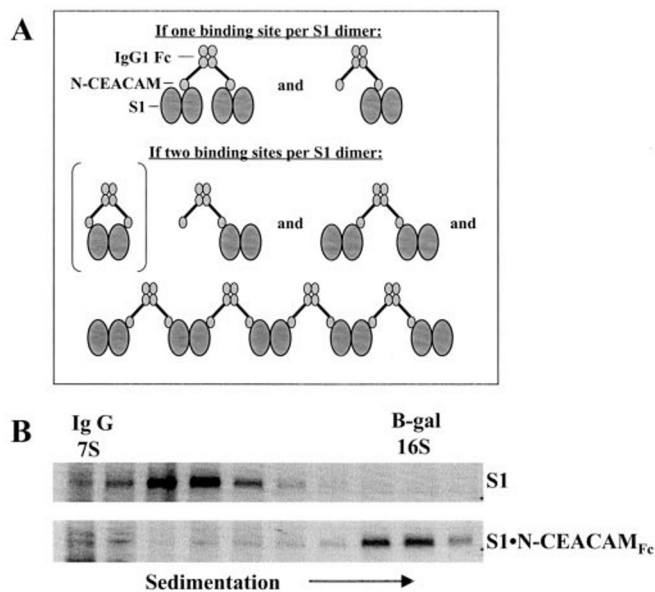 A
If one binding site per S1 dimer:
IgG1 Fc
N-CEACAM
and
S1
If two binding sites per S1 dimer:
and
and
B
Ig G
7S
B-gal
16S
S1
S1•N-CEACAMFc
Sedimentation